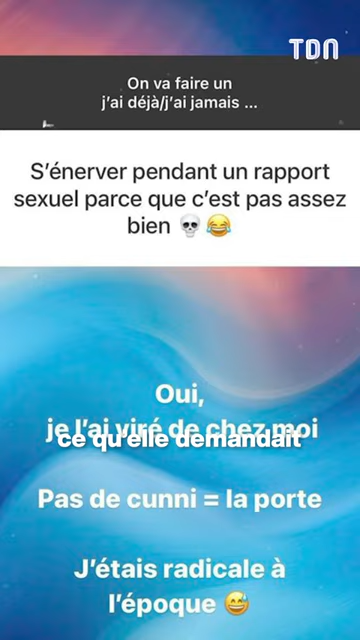 TDN
On va faire un
j'ai déjà/j'ai jamais ...
S'énerver pendant un rapport
sexuel parce que c'est pas assez
bien 💀😂
Oui,
je l'ai viré de chez moi
ce qu'elle demandait
Pas de cunni = la porte
J'étais radicale à
l'époque 😅